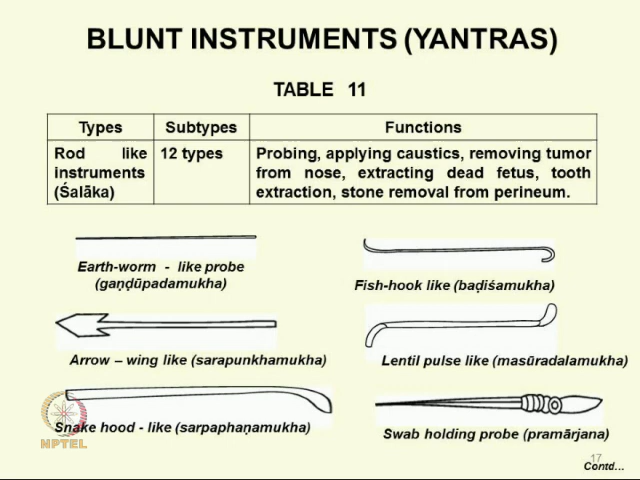 BLUNT INSTRUMENTS (YANTRAS)
TABLE 11
Types Subtypes Functions
Rod like 12 types Probing, applying caustics, removing tumor
instruments from nose, extracting dead fetus, tooth
(Śalāka) extraction, stone removal from perineum.
Earth-worm - like probe
(gaṇḍūpadamukha)
Fish-hook like (baḍiśamukha)
Arrow – wing like (sarapunkhamukha)
Lentil pulse like (masūradalamukha)
Snake hood - like (sarpaphaṇamukha)
Swab holding probe (pramārjana)
NPTEL
17
Contd...